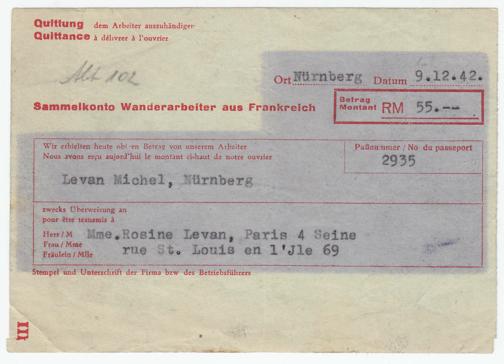 Quittung dem Arbeiter auszuhändigen
Quittance à délivrer à l'ouvrier
Alt 102
Ort Nürnberg Datum 9.12.42.
Sammelkonto Wanderarbeiter aus Frankreich
Betrag
Montant RM 55.--
Wir erhielten heute obigen Betrag von unserem Arbeiter
Nous avons reçu aujourd'hui le montant ci-haut de notre ouvrier
Paßnummer / No du passeport
2935
Levan Michel, Nürnberg
zwecks Überweisung an
pour être transmis à
Herr / M
Frau / Mme
Fräulein / Mlle
Mme.Rosine Levan, Paris 4 Seine
rue St. Louis en l'Jle 69
Stempel und Unterschrift der Firma bzw des Betriebsführers
III